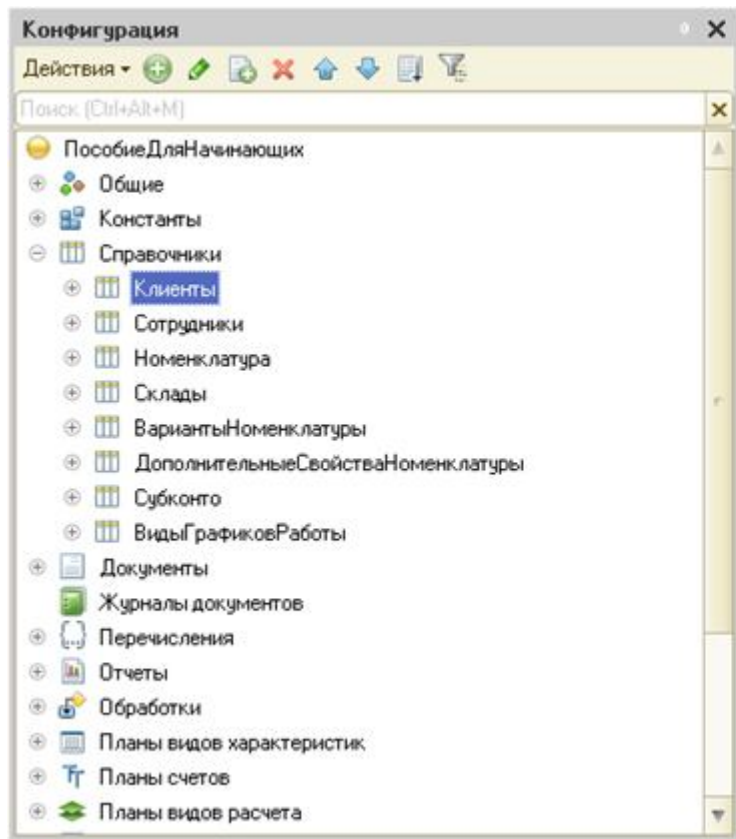 Конфигурация
Действия
Поиск (Ctrl+Alt+M)
ПособиеДляНачинающих
Общие
Константы
Справочники
Клиенты
Сотрудники
Номенклатура
Склады
ВариантыНоменклатуры
ДополнительныеСвойстваНоменклатуры
Субконто
ВидыГрафиковРаботы
Документы
Журналы документов
Перечисления
Отчеты
Обработки
Планы видов характеристик
Планы счетов
Планы видов расчета